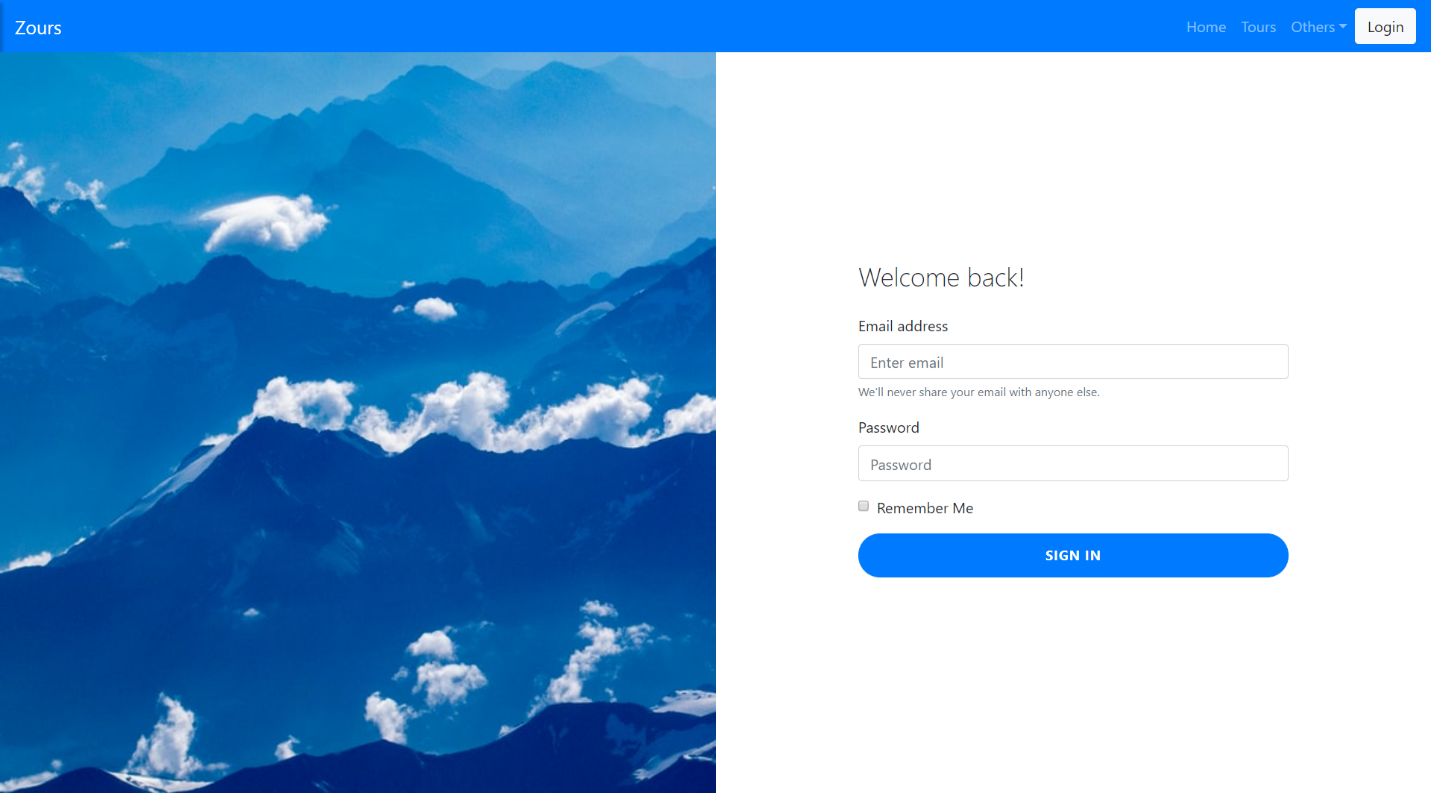 Zours
Home Tours Others Login
Welcome back!
Email address
Enter email
We'll never share your email with anyone else.
Password
Password
Remember Me
SIGN IN